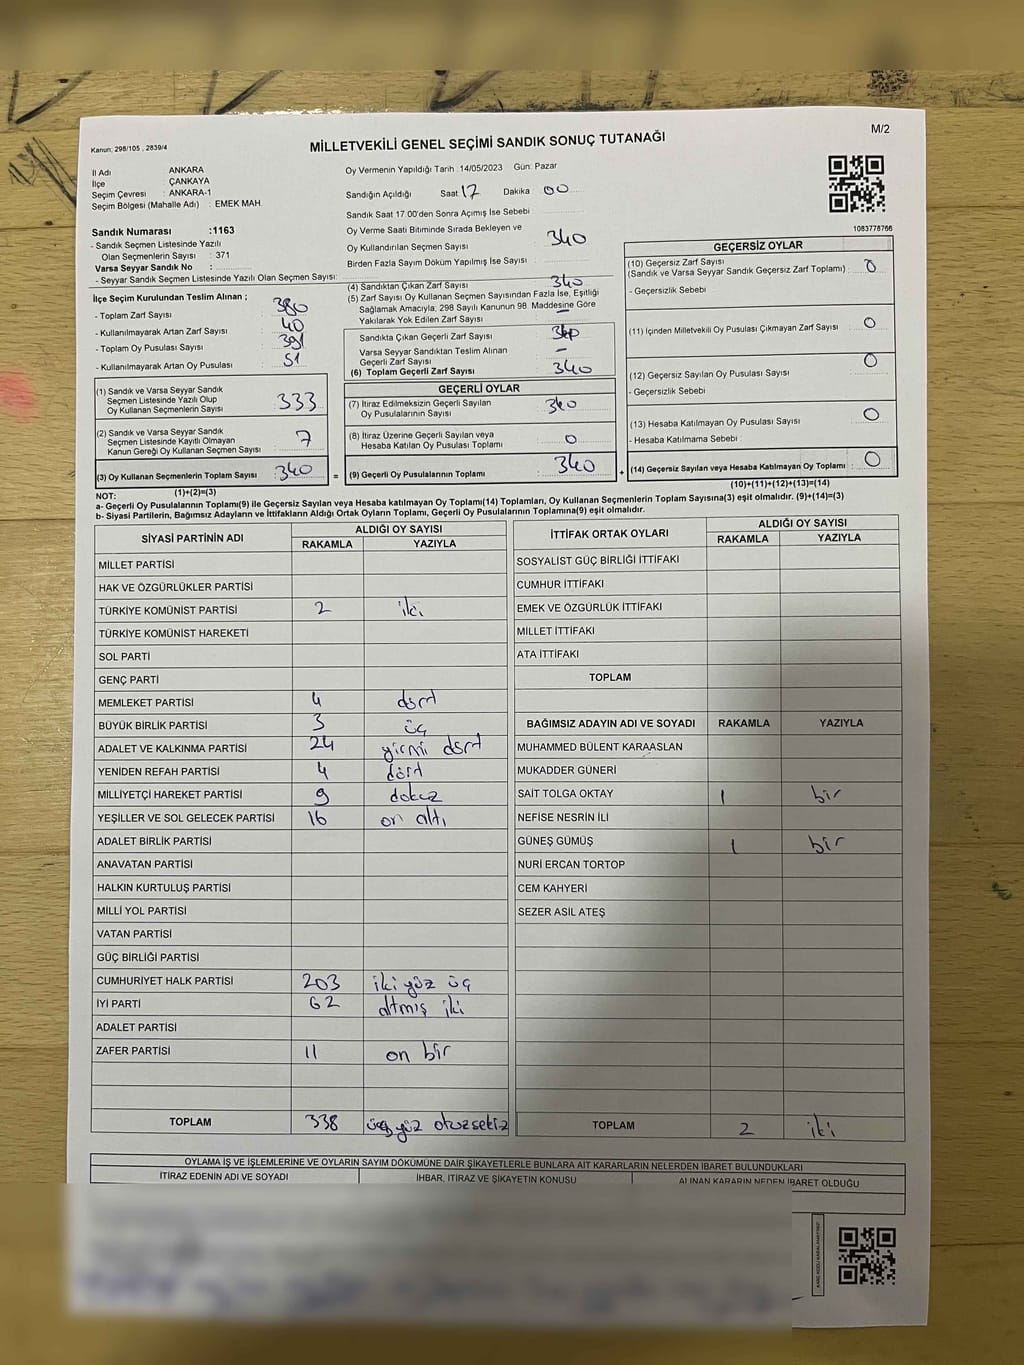 M/2
Kanun: 298/105 , 2839/4
MİLLETVEKİLİ GENEL SEÇİMİ SANDIK SONUÇ TUTANAĞI
İl Adı : ANKARA
İlçe : ÇANKAYA
Seçim Çevresi : ANKARA-1
Seçim Bölgesi (Mahalle Adı) : EMEK MAH.
Oy Vermenin Yapıldığı Tarih :14/05/2023 Gün: Pazar
Sandığın Açıldığı Saat: 17 Dakika : 00
Sandık Saat 17:00'den Sonra Açımış İse Sebebi :
Sandık Numarası :1163
- Sandık Seçmen Listesinde Yazılı
Olan Seçmenlerin Sayısı : 371
Varsa Seyyar Sandık No :
- Seyyar Sandık Seçmen Listesinde Yazılı Olan Seçmen Sayısı:
Oy Verme Saati Bitiminde Sırada Bekleyen ve
Oy Kullandırılan Seçmen Sayısı : 340
Birden Fazla Sayım Döküm Yapılmış İse Sayısı :
1083778766
İlçe Seçim Kurulundan Teslim Alınan ;
- Toplam Zarf Sayısı : 380
- Kullanılmayarak Artan Zarf Sayısı : 40
- Toplam Oy Pusulası Sayısı : 391
- Kullanılmayarak Artan Oy Pusulası : 51
(4) Sandıktan Çıkan Zarf Sayısı : 340
(5) Zarf Sayısı Oy Kullanan Seçmen Sayısından Fazla İse, Eşitliği
Sağlamak Amacıyla; 298 Sayılı Kanunun 98. Maddesine Göre
Yakılarak Yok Edilen Zarf Sayısı : –
Sandıkta Çıkan Geçerli Zarf Sayısı : 340
Varsa Seyyar Sandıktan Teslim Alınan
Geçerli Zarf Sayısı : –
(6) Toplam Geçerli Zarf Sayısı : 340
(1) Sandık ve Varsa Seyyar Sandık
Seçmen Listesinde Yazılı Olup
Oy Kullanan Seçmenlerin Sayısı : 333
(2) Sandık ve Varsa Seyyar Sandık
Seçmen Listesinde Kayıtlı Olmayan
Kanun Gereği Oy Kullanan Seçmen Sayısı : 7
(3) Oy Kullanan Seçmenlerin Toplam Sayısı : 340
(1)+(2)=(3)
GEÇERLİ OYLAR
(7) İtiraz Edilmeksizin Geçerli Sayılan
Oy Pusulalarının Sayısı : 340
(8) İtiraz Üzerine Geçerli Sayılan veya
Hesaba Katılan Oy Pusulası Toplamı : 0
= (9) Geçerli Oy Pusulalarının Toplamı : 340
GEÇERSİZ OYLAR
(10) Geçersiz Zarf Sayısı
(Sandık ve Varsa Seyyar Sandık Geçersiz Zarf Toplamı) : 0
- Geçersizlik Sebebi
(11) İçinden Milletvekili Oy Pusulası Çıkmayan Zarf Sayısı : 0
(12) Geçersiz Sayılan Oy Pusulası Sayısı : 0
- Geçersizlik Sebebi
(13) Hesaba Katılmayan Oy Pusulası Sayısı : 0
- Hesaba Katılmama Sebebi :
+ (14) Geçersiz Sayılan veya Hesaba Katılmayan Oy Toplamı : 0
(10)+(11)+(12)+(13)=(14)
NOT:
a- Geçerli Oy Pusulalarının Toplamı(9) ile Geçersiz Sayılan veya Hesaba katılmayan Oy Toplamı(14) Toplamları, Oy Kullanan Seçmenlerin Toplam Sayısına(3) eşit olmalıdır. (9)+(14)=(3)
b- Siyasi Partilerin, Bağımsız Adayların ve İttifakların Aldığı Ortak Oyların Toplamı, Geçerli Oy Pusulalarının Toplamına(9) eşit olmalıdır.
SİYASİ PARTİNİN ADI ALDIĞI OY SAYISI
RAKAMLA YAZIYLA
MİLLET PARTİSİ
HAK VE ÖZGÜRLÜKLER PARTİSİ
TÜRKİYE KOMÜNİST PARTİSİ 2 iki
TÜRKİYE KOMÜNİST HAREKETİ
SOL PARTİ
GENÇ PARTİ
MEMLEKET PARTİSİ 4 dört
BÜYÜK BİRLİK PARTİSİ 3 üç
ADALET VE KALKINMA PARTİSİ 24 yirmi dört
YENİDEN REFAH PARTİSİ 4 dört
MİLLİYETÇİ HAREKET PARTİSİ 9 dokuz
YEŞİLLER VE SOL GELECEK PARTİSİ 16 on altı
ADALET BİRLİK PARTİSİ
ANAVATAN PARTİSİ
HALKIN KURTULUŞ PARTİSİ
MİLLİ YOL PARTİSİ
VATAN PARTİSİ
GÜÇ BİRLİĞİ PARTİSİ
CUMHURİYET HALK PARTİSİ 203 iki yüz üç
İYİ PARTİ 62 altmış iki
ADALET PARTİSİ
ZAFER PARTİSİ 11 on bir
TOPLAM 338 üç yüz otuzsekiz
İTTİFAK ORTAK OYLARI ALDIĞI OY SAYISI
RAKAMLA YAZIYLA
SOSYALİST GÜÇ BİRLİĞİ İTTİFAKI
CUMHUR İTTİFAKI
EMEK VE ÖZGÜRLÜK İTTİFAKI
MİLLET İTTİFAKI
ATA İTTİFAKI
TOPLAM
BAĞIMSIZ ADAYIN ADI VE SOYADI RAKAMLA YAZIYLA
MUHAMMED BÜLENT KARAASLAN
MUKADDER GÜNERİ
SAİT TOLGA OKTAY 1 bir
NEFİSE NESRİN İLİ
GÜNEŞ GÜMÜŞ 1 bir
NURİ ERCAN TORTOP
CEM KAHYERİ
SEZER ASİL ATEŞ
TOPLAM 2 iki
OYLAMA İŞ VE İŞLEMLERİNE VE OYLARIN SAYIM DÖKÜMÜNE DAİR ŞİKAYETLERLE BUNLARA AİT KARARLARIN NELERDEN İBARET BULUNDUKLARI
İTİRAZ EDENİN ADI VE SOYADI İHBAR, İTİRAZ VE ŞİKAYETİN KONUSU ALINAN KARARIN NEDEN İBARET OLDUĞU